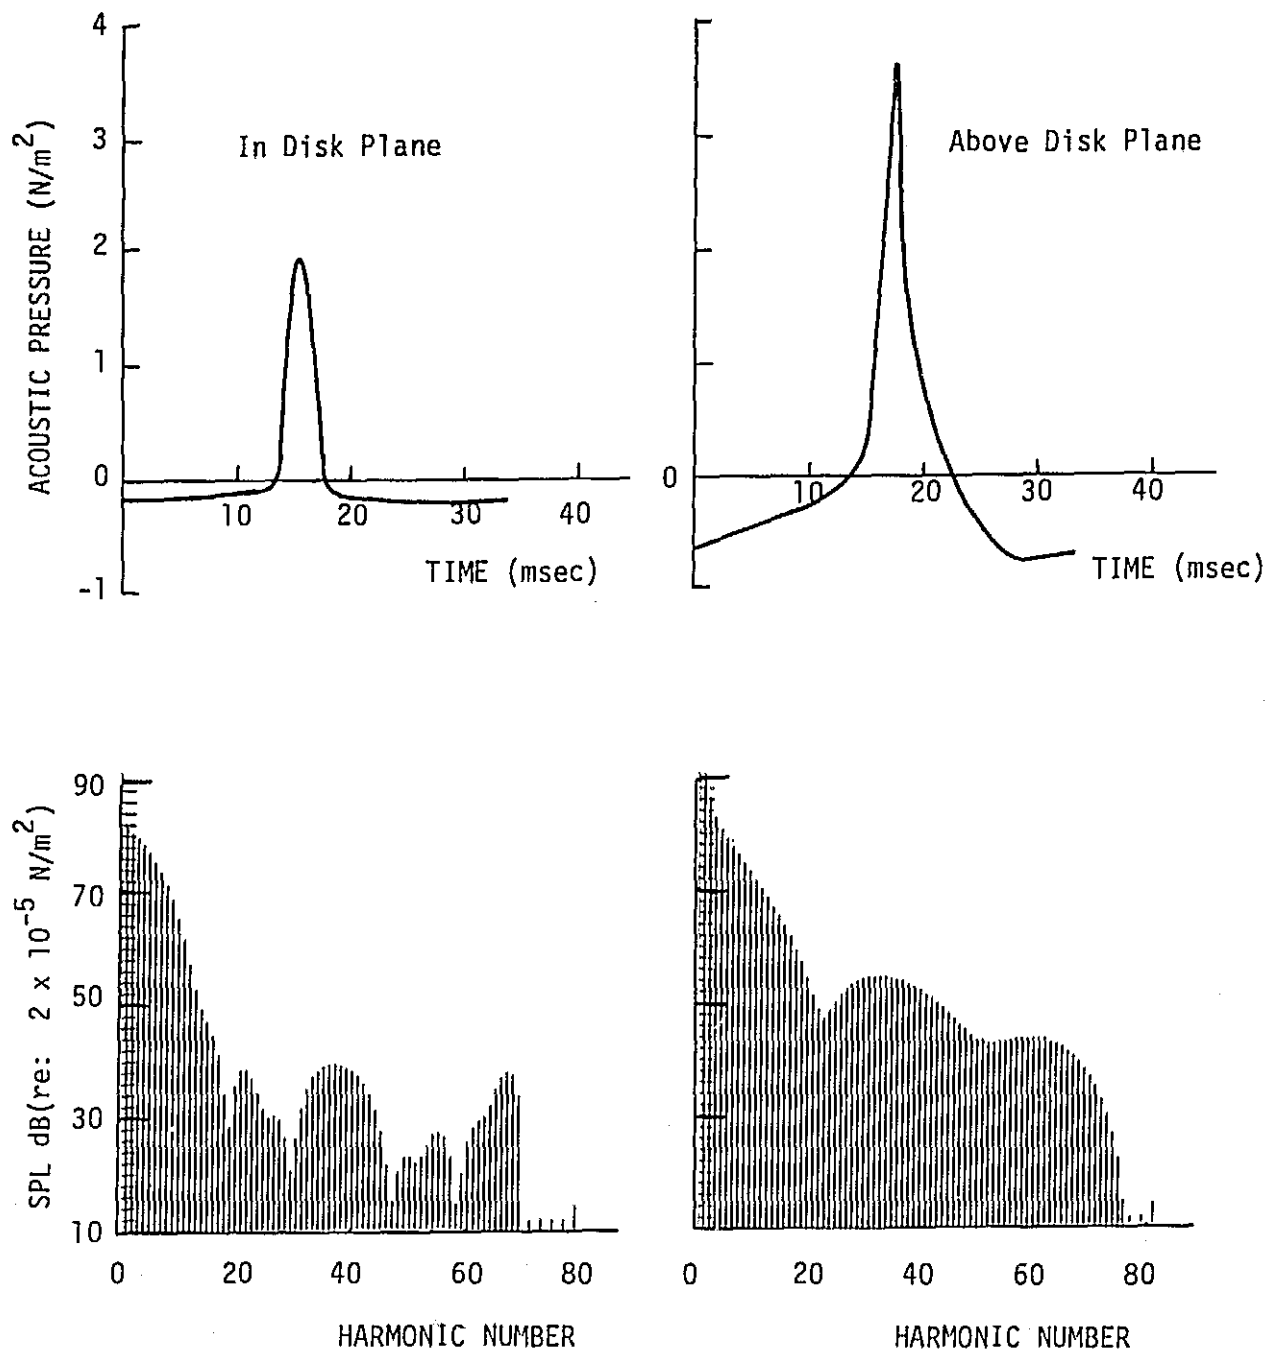 4
3
2
1
0
-1
ACOUSTIC PRESSURE (N/m²)
In Disk Plane
10 20 30 40
TIME (msec)
Above Disk Plane
0
10 20 30 40
TIME (msec)
90
70
50
30
10
SPL dB(re: 2 x 10⁻⁵ N/m²)
0 20 40 60 80
HARMONIC NUMBER
0 20 40 60 80
HARMONIC NUMBER